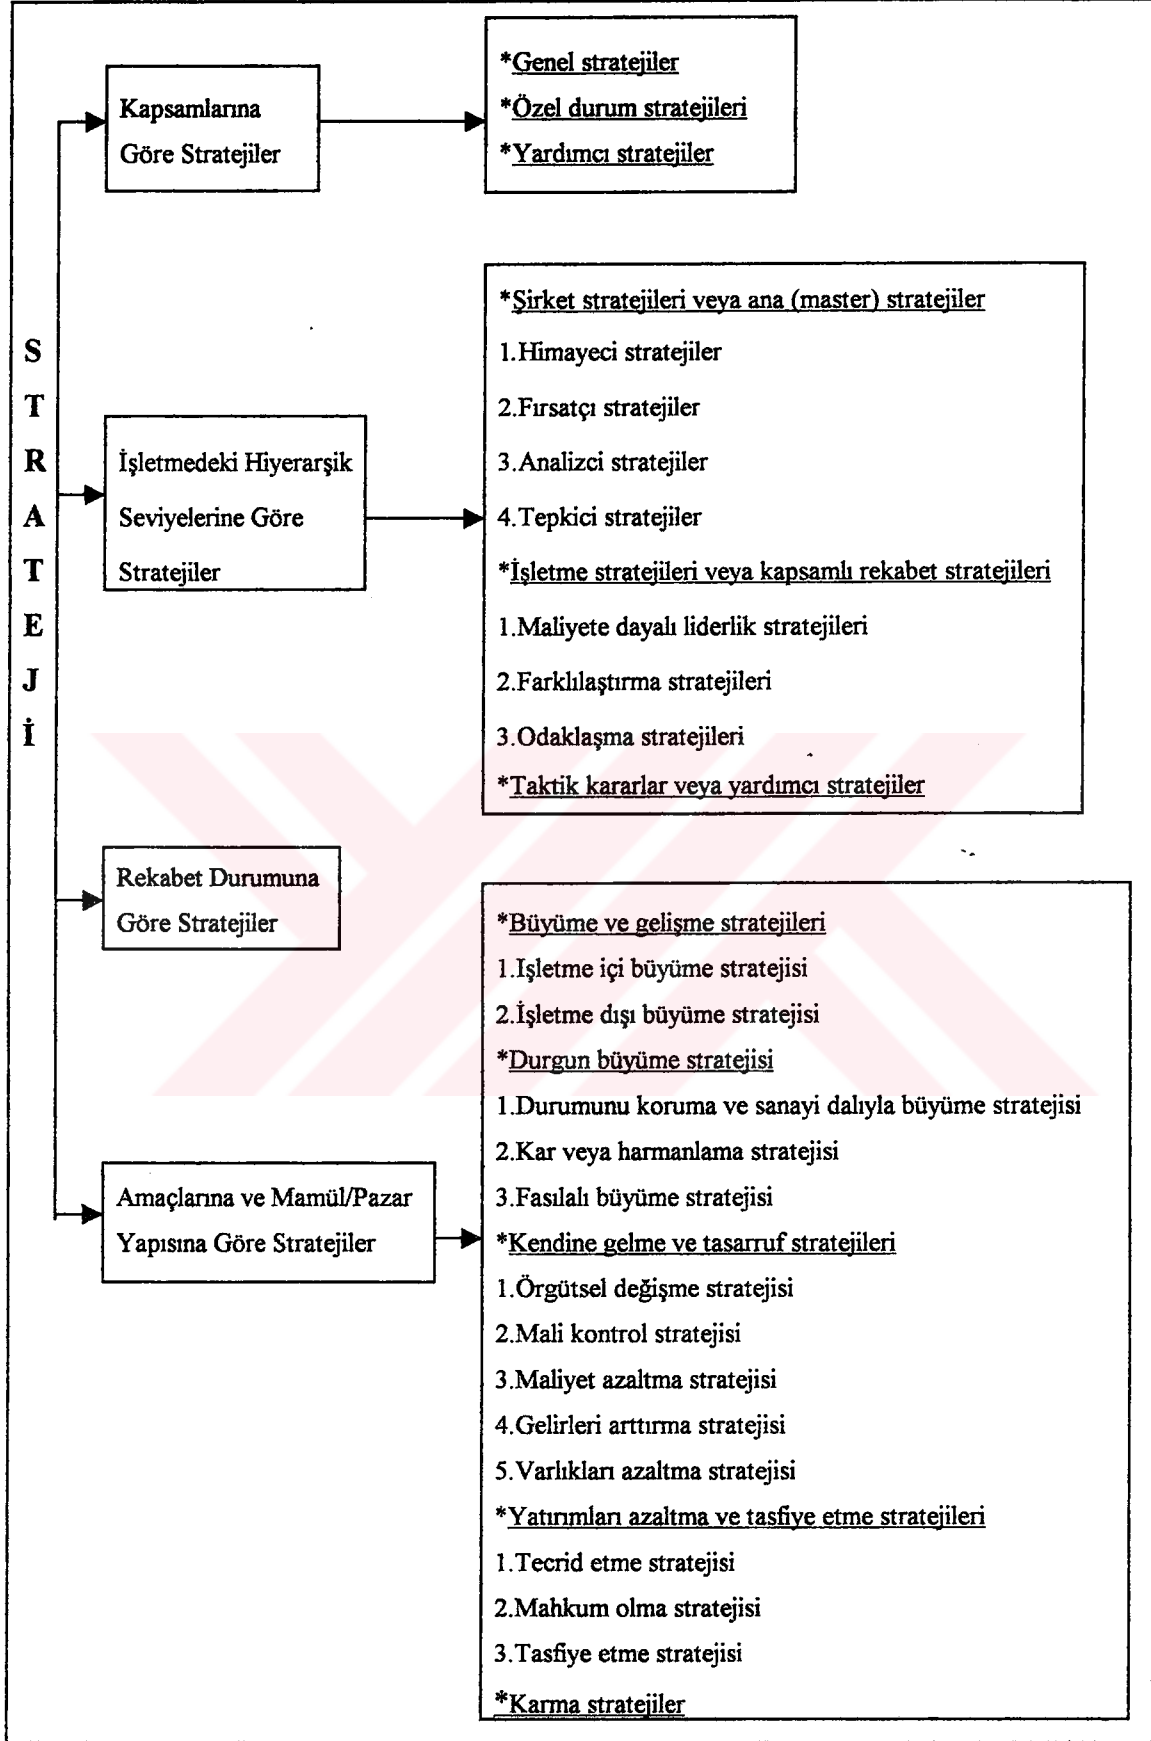 STRATEJİ
Kapsamlarına
Göre Stratejiler
*Genel stratejiler
*Özel durum stratejileri
*Yardımcı stratejiler
İşletmedeki Hiyerarşik
Seviyelerine Göre
Stratejiler
*Şirket stratejileri veya ana (master) stratejiler
1.Himayeci stratejiler
2.Fırsatçı stratejiler
3.Analizci stratejiler
4.Tepkici stratejiler
*İşletme stratejileri veya kapsamlı rekabet stratejileri
1.Maliyete dayalı liderlik stratejileri
2.Farklılaştırma stratejileri
3.Odaklaşma stratejileri
*Taktik kararlar veya yardımcı stratejiler
Rekabet Durumuna
Göre Stratejiler
Amaçlarına ve Mamül/Pazar
Yapısına Göre Stratejiler
*Büyüme ve gelişme stratejileri
1.Işletme içi büyüme stratejisi
2.İşletme dışı büyüme stratejisi
*Durgun büyüme stratejisi
1.Durumunu koruma ve sanayi dalıyla büyüme stratejisi
2.Kar veya harmanlama stratejisi
3.Fasılalı büyüme stratejisi
*Kendine gelme ve tasarruf stratejileri
1.Örgütsel değişme stratejisi
2.Mali kontrol stratejisi
3.Maliyet azaltma stratejisi
4.Gelirleri arttırma stratejisi
5.Varlıkları azaltma stratejisi
*Yatırımları azaltma ve tasfiye etme stratejileri
1.Tecrid etme stratejisi
2.Mahkum olma stratejisi
3.Tasfiye etme stratejisi
*Karma stratejiler